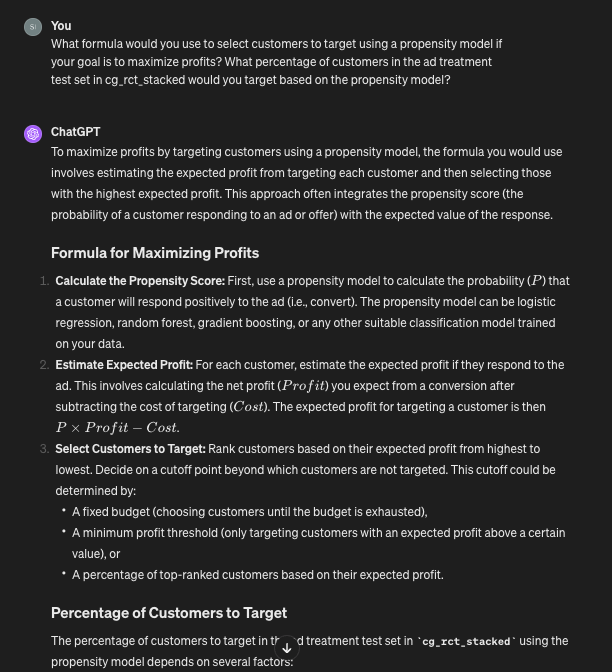 You
What formula would you use to select customers to target using a propensity model if
your goal is to maximize profits? What percentage of customers in the ad treatment
test set in cg_rct_stacked would you target based on the propensity model?
ChatGPT
To maximize profits by targeting customers using a propensity model, the formula you would use
involves estimating the expected profit from targeting each customer and then selecting those
with the highest expected profit. This approach often integrates the propensity score (the
probability of a customer responding to an ad or offer) with the expected value of the response.
Formula for Maximizing Profits
1. Calculate the Propensity Score: First, use a propensity model to calculate the probability (P) that
a customer will respond positively to the ad (i.e., convert). The propensity model can be logistic
regression, random forest, gradient boosting, or any other suitable classification model trained
on your data.
2. Estimate Expected Profit: For each customer, estimate the expected profit if they respond to the
ad. This involves calculating the net profit (Profit) you expect from a conversion after
subtracting the cost of targeting (Cost). The expected profit for targeting a customer is then
P × Profit − Cost.
3. Select Customers to Target: Rank customers based on their expected profit from highest to
lowest. Decide on a cutoff point beyond which customers are not targeted. This cutoff could be
determined by:
• A fixed budget (choosing customers until the budget is exhausted),
• A minimum profit threshold (only targeting customers with an expected profit above a certain
value), or
• A percentage of top-ranked customers based on their expected profit.
Percentage of Customers to Target
The percentage of customers to target in treatment test set in `cg_rct_stacked` using the
propensity model depends on several factors: